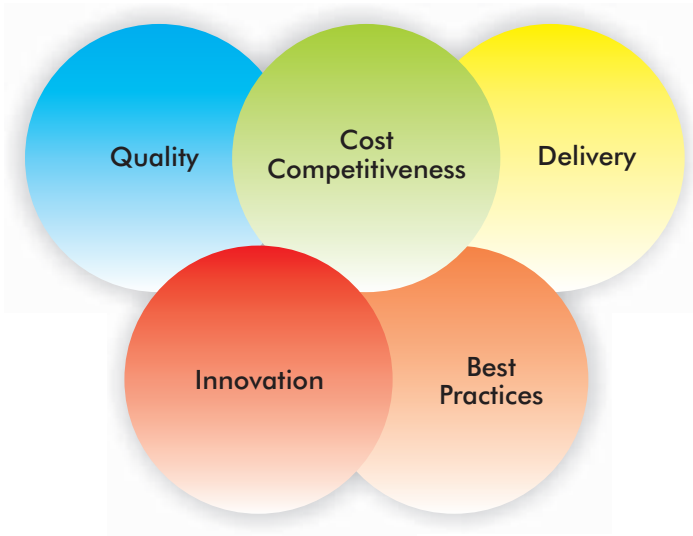 Quality
Cost
Competitiveness
Delivery
Innovation
Best
Practices